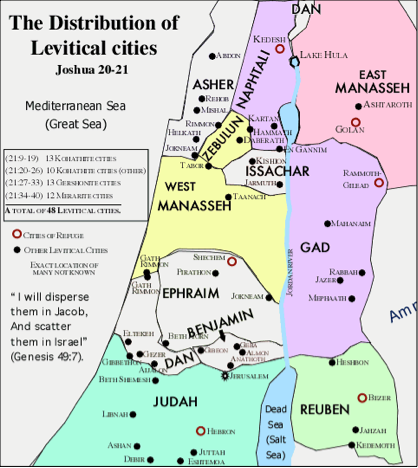 The Distribution of
Levitical cities
Joshua 20-21
DAN
KEDESH
LAKE HULA
ABDON
NAPHTALI
ASHER
EAST
MANASSEH
REHOB
MISHAL
ASHTAROTH
Mediterranean Sea
(Great Sea)
RIMMON
KARTAN
GOLAN
HELKATH
HAMMATH
ZEBULUN
DABERATH
JOKNEAM
EN GANNIM
(21:9-19) 13 KOHATHITE CITIES
(21:20-26) 10 KOHATHITE CITIES (OTHER)
(21:27-33) 13 GERSHONITE CITIES
(21:34-40) 12 MERARITE CITIES
A TOTAL OF 48 LEVITICAL CITIES.
TABOR
KISHION
ISSACHAR
JARMUTH
RAMMOTH-
GILEAD
WEST
MANASSEH
TAANACH
CITIES OF REFUGE
OTHER LEVITICAL CITIES
EXACT LOCATION OF
MANY NOT KNOWN
MAHANAIM
GAD
SHECHEM
GATH
RIMMON
PIRATHON
RABBAH
JAZER
GATH
RIMMON
EPHRAIM
JOKNEAM
MEPHAATH
JORDAN RIVER
" I will disperse
them in Jacob,
And scatter
them in Israel"
(Genesis 49:7).
BENJAMIN
ELTEKEH
BETH HORN
GIBEON
GEBA
ALMON
ANATHOTH
GIBBETHON
GEZER
AIJALON
DAN
HESHBON
BETH SHEMESH
JERUSALEM
JUDAH
BEZER
LIBNAH
Dead
Sea
(Salt
Sea)
REUBEN
HEBRON
JAHZAH
ASHAN
JUTTAH
KEDEMOTH
DEBIR
ESHTEMOA